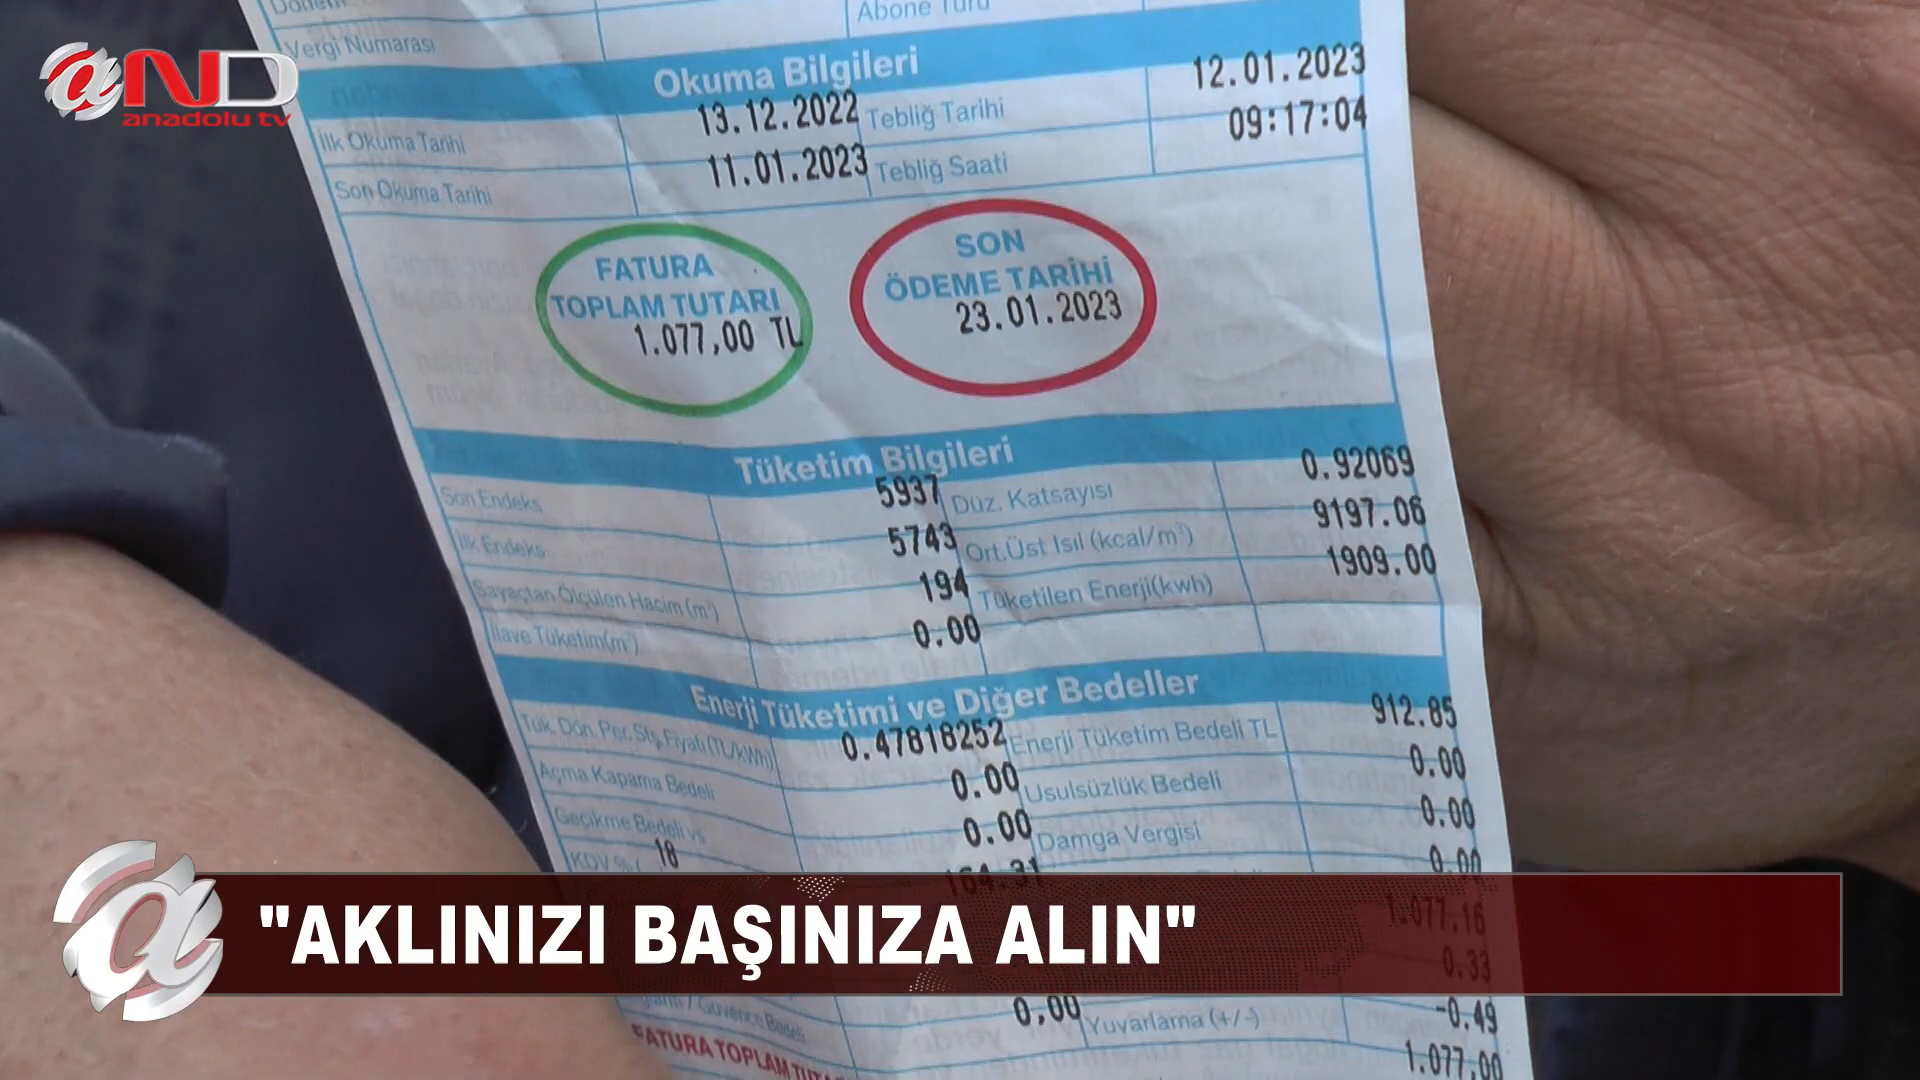 Dönem
Abone Türü
Vergi Numarası
AND
anadolu tv
Okuma Bilgileri
İlk Okuma Tarihi 13.12.2022 Tebliğ Tarihi 12.01.2023
Son Okuma Tarihi 11.01.2023 Tebliğ Saati 09:17:04
FATURA
TOPLAM TUTARI
1.077,00 TL
SON
ÖDEME TARİHİ
23.01.2023
Tüketim Bilgileri
Son Endeks 5937 Düz. Katsayısı 0.92069
İlk Endeks 5743 Ort.Üst Isıl (kcal/m³) 9197.06
Sayaçtan Ölçülen Hacim (m³) 194 Tüketilen Enerji(kwh) 1909.00
İlave Tüketim(m³) 0.00
Enerji Tüketimi ve Diğer Bedeller
Tük. Dön. Per. Stş. Fiyatı (TL/kWh) 0.47818252 Enerji Tüketim Bedeli TL 912.85
Açma Kapama Bedeli 0.00 Usulsüzlük Bedeli 0.00
Gecikme Bedeli vs 0.00 Damga Vergisi 0.00
KDV %( 18 164.31 0.00
1.077,16
"AKLINIZI BAŞINIZA ALIN"
0.33
Güvence Bedeli 0,00 Yuvarlama (+/-) -0.49
FATURA TOPLAM TUTA 1.077,00